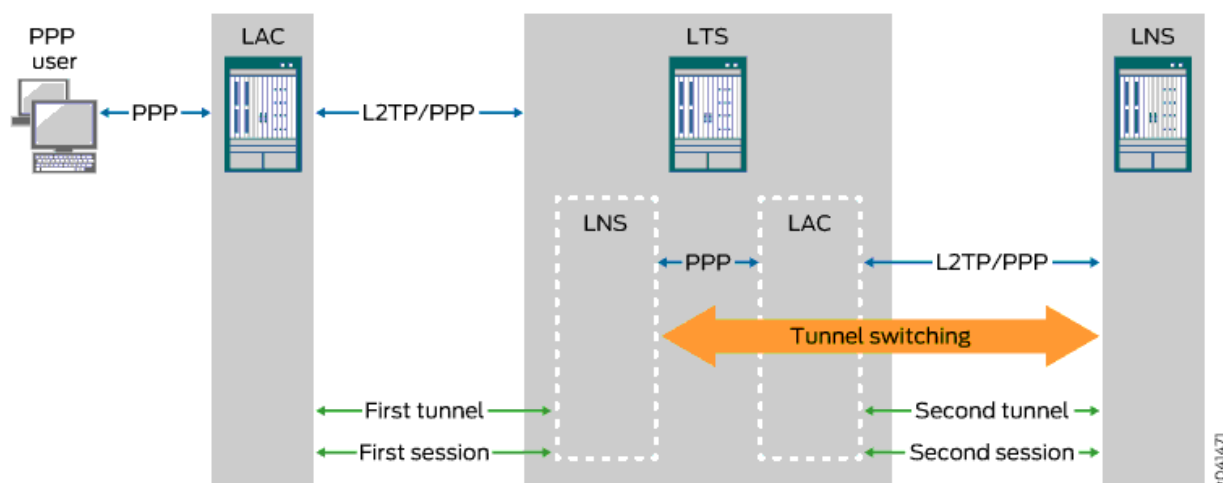 PPP
user
LAC
LTS
LNS
PPP
L2TP/PPP
LNS
LAC
PPP
L2TP/PPP
Tunnel switching
First tunnel
Second tunnel
First session
Second session
g041471